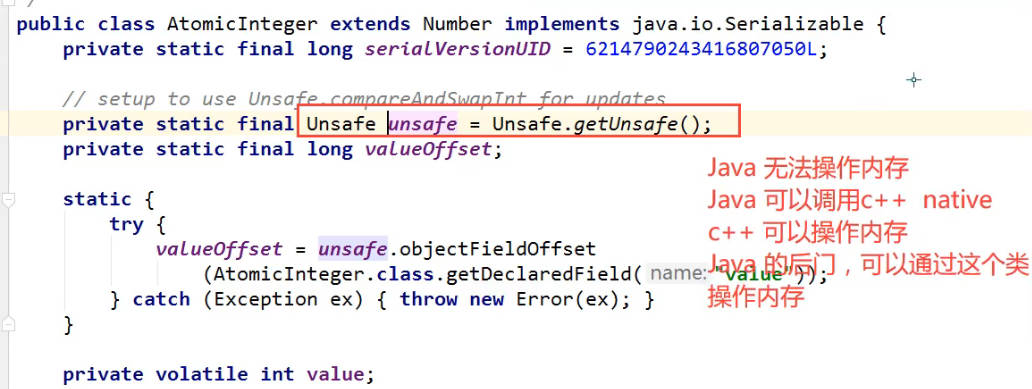 public class AtomicInteger extends Number implements java.io.Serializable {
private static final long serialVersionUID = 6214790243416807050L;
// setup to use Unsafe.compareAndSwapInt for updates
private static final Unsafe unsafe = Unsafe.getUnsafe();
private static final long valueOffset;
static {
try {
valueOffset = unsafe.objectFieldOffset
(AtomicInteger.class.getDeclaredField( name: "value"));
} catch (Exception ex) { throw new Error(ex); }
}
private volatile int value;
Java 无法操作内存
Java 可以调用c++ native
c++ 可以操作内存
Java 的后门，可以通过这个类
操作内存